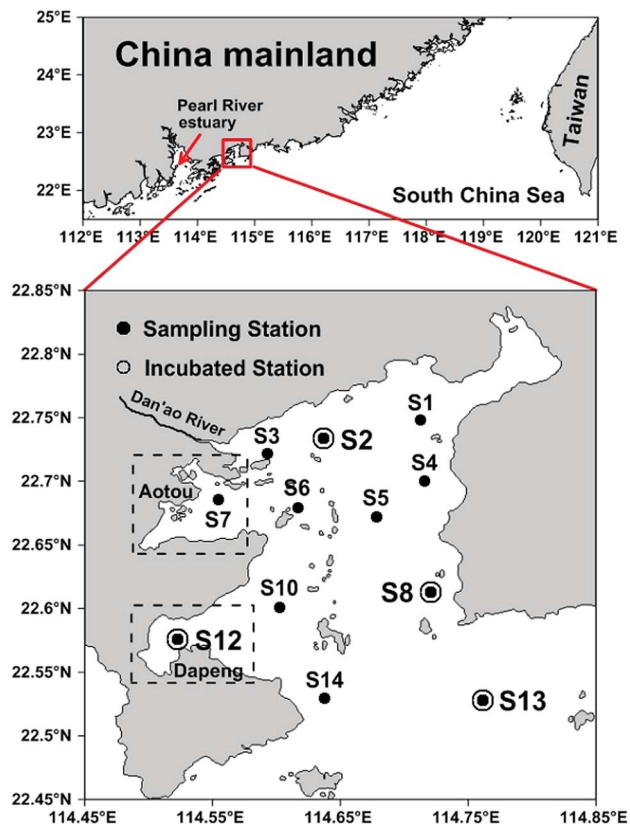 25°N
China mainland
24°N
Pearl River
estuary
23°N
Taiwan
22°N
South China Sea
112°E 113°E 114°E 115°E 116°E 117°E 118°E 119°E 120°E 121°E
22.85°N
Sampling Station
22.8°N
Incubated Station
Dan'ao River
S1
22.75°N
S3
S2
S4
22.7°N
Aotou
S6
S5
S7
22.65°N
S8
S10
22.6°N
S12
Dapeng
22.55°N
S14
S13
22.5°N
22.45°N
114.45°E 114.55°E 114.65°E 114.75°E 114.85°E